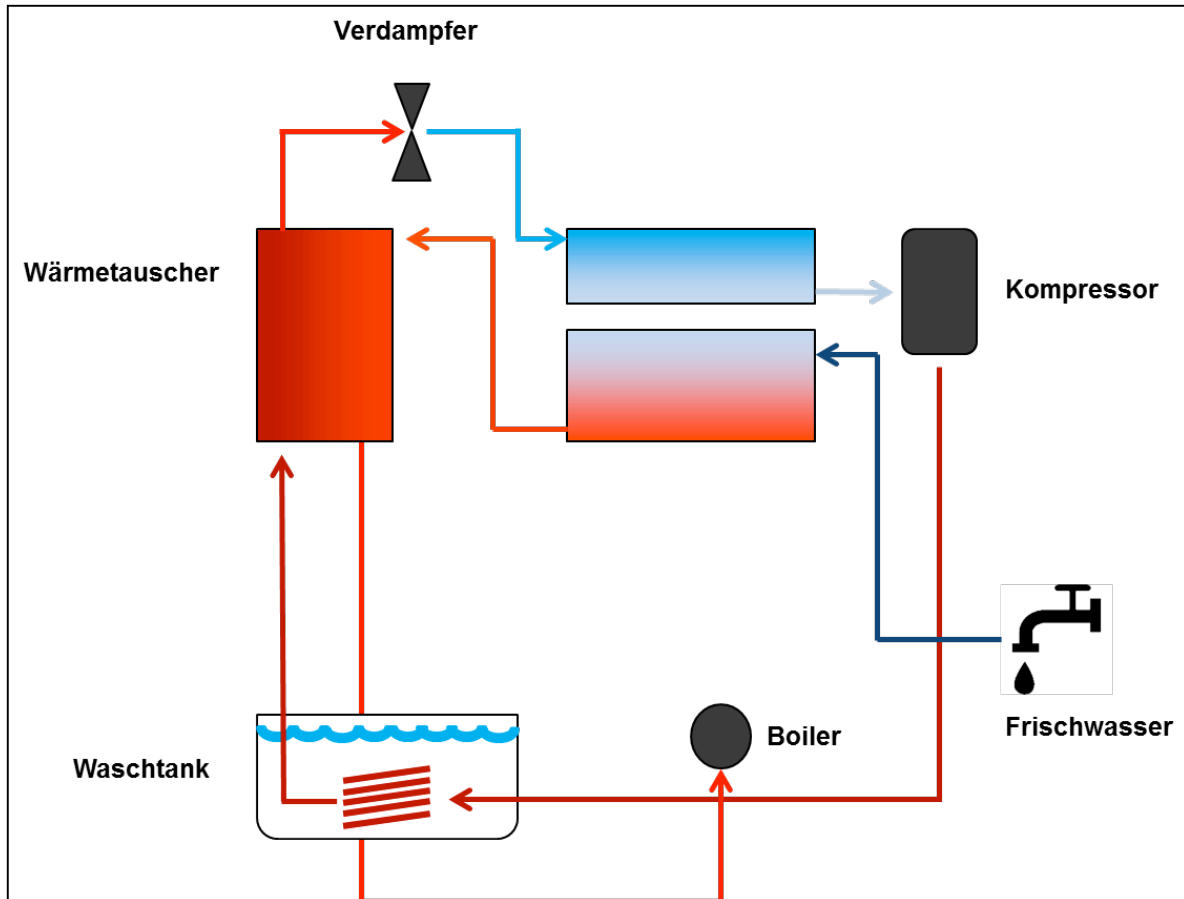 Verdampfer
Wärmetauscher
Kompressor
Frischwasser
Boiler
Waschtank